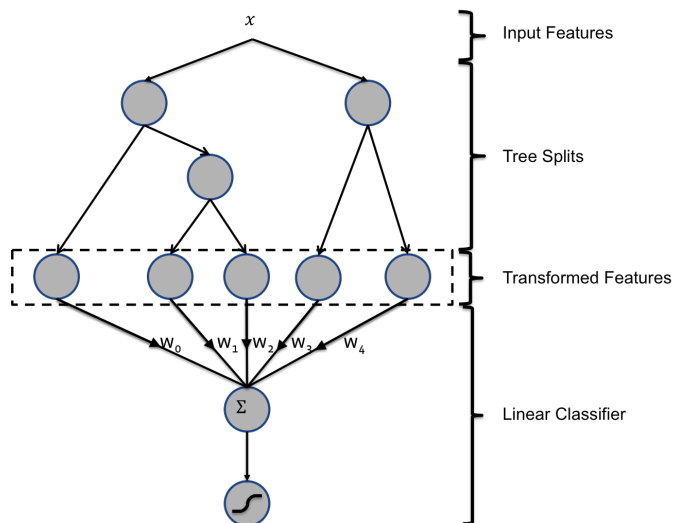 x
Input Features
Tree Splits
Transformed Features
W₀
W₁
W₂
W₃
W₄
Σ
Linear Classifier